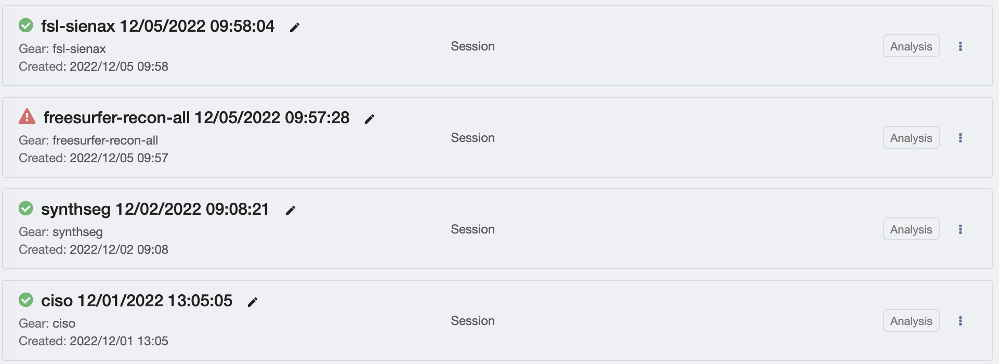 fsl-sienax 12/05/2022 09:58:04
Gear: fsl-sienax
Created: 2022/12/05 09:58
Session
Analysis
freesurfer-recon-all 12/05/2022 09:57:28
Gear: freesurfer-recon-all
Created: 2022/12/05 09:57
Session
Analysis
synthseg 12/02/2022 09:08:21
Gear: synthseg
Created: 2022/12/02 09:08
Session
Analysis
ciso 12/01/2022 13:05:05
Gear: ciso
Created: 2022/12/01 13:05
Session
Analysis